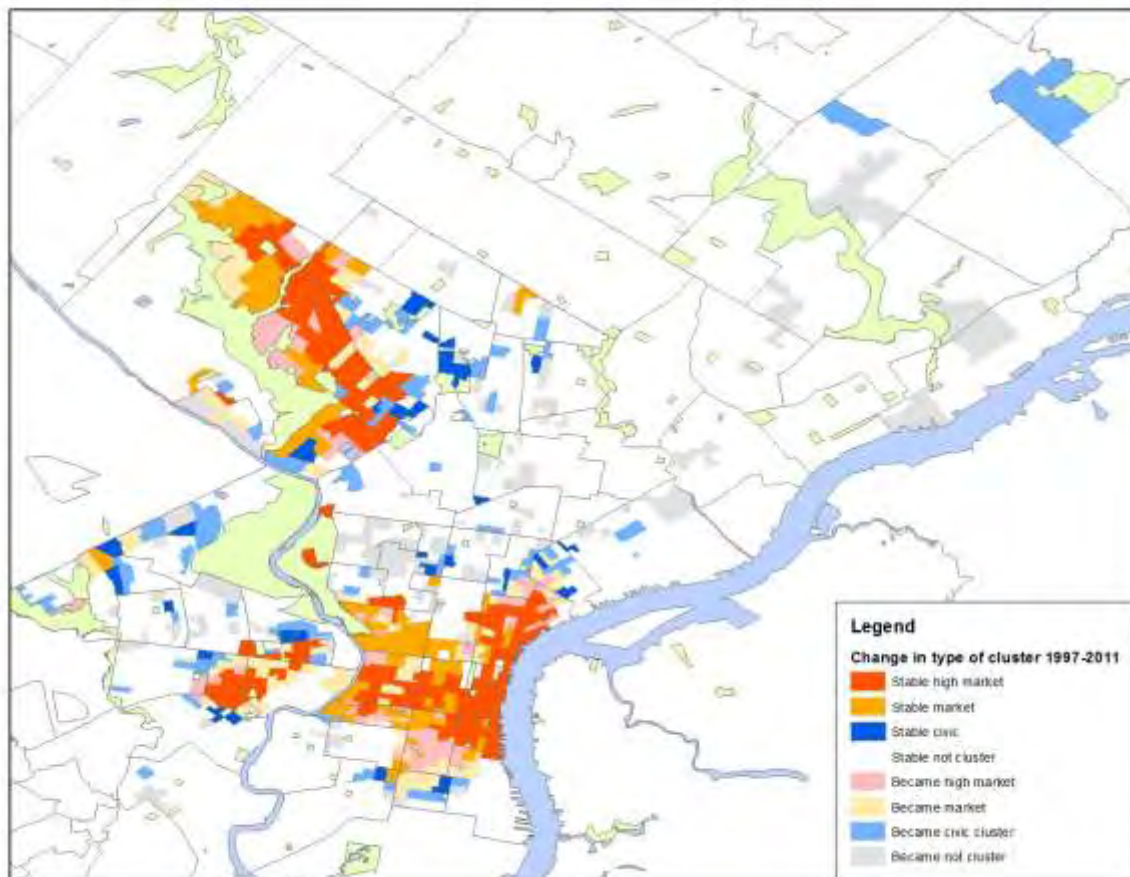 Legend
Change in type of cluster 1997-2011
Stable high market
Stable market
Stable civic
Stable not cluster
Became high market
Became market
Became civic cluster
Became not cluster